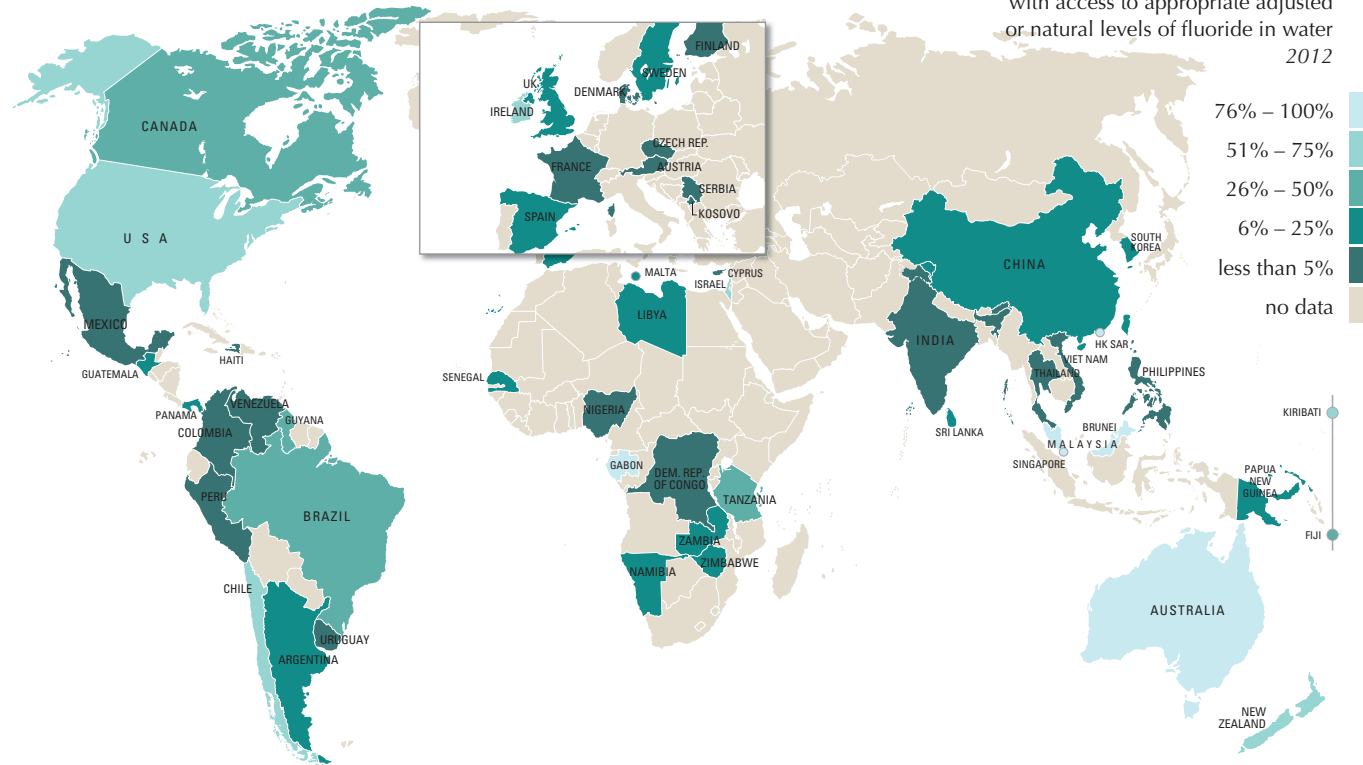 with access to appropriate adjusted
or natural levels of fluoride in water
2012
76% – 100%
51% – 75%
26% – 50%
6% – 25%
less than 5%
no data
CANADA
U S A
MEXICO
GUATEMALA
HAITI
PANAMA
VENEZUELA
COLOMBIA
GUYANA
PERU
BRAZIL
CHILE
URUGUAY
ARGENTINA
FINLAND
SWEDEN
UK
DENMARK
IRELAND
CZECH REP.
FRANCE
AUSTRIA
SERBIA
SPAIN
KOSOVO
MALTA
CYPRUS
ISRAEL
LIBYA
SENEGAL
NIGERIA
GABON
DEM. REP.
OF CONGO
TANZANIA
ZAMBIA
ZIMBABWE
NAMIBIA
SOUTH
KOREA
CHINA
INDIA
HK SAR
VIET NAM
THAILAND
PHILIPPINES
SRI LANKA
BRUNEI
MALAYSIA
SINGAPORE
KIRIBATI
PAPUA
NEW
GUINEA
FIJI
AUSTRALIA
NEW
ZEALAND